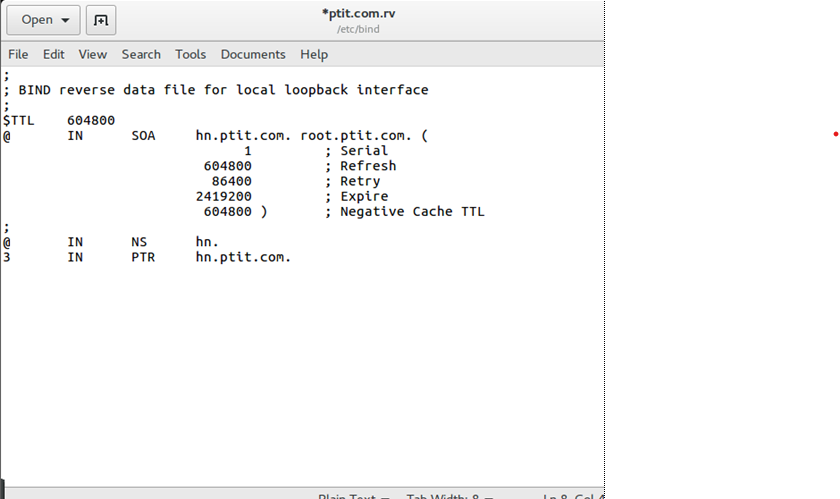 Open
*ptit.com.rv
/etc/bind
File Edit View Search Tools Documents Help
;
; BIND reverse data file for local loopback interface
;
$TTL 604800
@ IN SOA hn.ptit.com. root.ptit.com. (
1 ; Serial
604800 ; Refresh
86400 ; Retry
2419200 ; Expire
604800 ) ; Negative Cache TTL
;
@ IN NS hn.
3 IN PTR hn.ptit.com.
Plain Text Tab Width: 8 Ln 8, Col